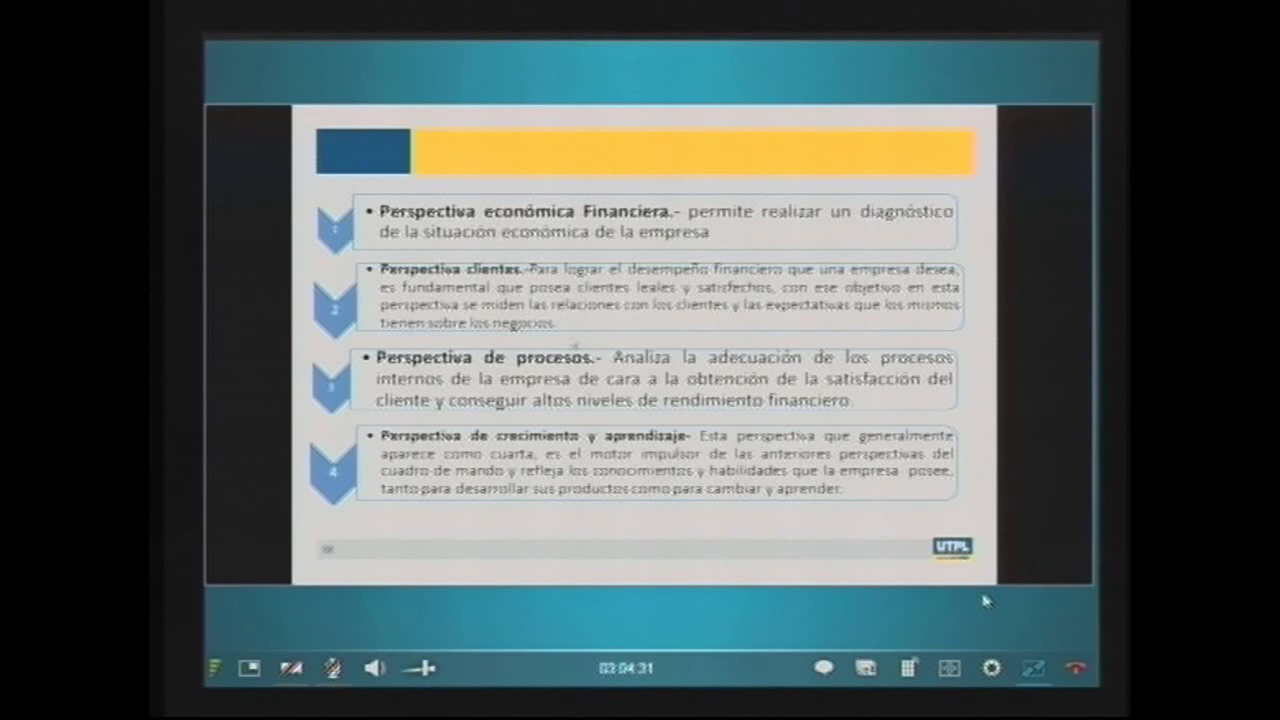 1
• Perspectiva económica Financiera.- permite realizar un diagnóstico
de la situación económica de la empresa
2
• Perspectiva clientes.-Para lograr el desempeño financiero que una empresa desea,
es fundamental que posea clientes leales y satisfechos, con ese objetivo en esta
perspectiva se miden las relaciones con los clientes y las expectativas que los mismos
tienen sobre los negocios.
3
• Perspectiva de procesos.- Analiza la adecuación de los procesos
internos de la empresa de cara a la obtención de la satisfacción del
cliente y conseguir altos niveles de rendimiento financiero.
4
• Perspectiva de crecimiento y aprendizaje- Esta perspectiva que generalmente
aparece como cuarta, es el motor impulsor de las anteriores perspectivas del
cuadro de mando y refleja los conocimientos y habilidades que la empresa posee,
tanto para desarrollar sus productos como para cambiar y aprender.
UTPL
03:04:31